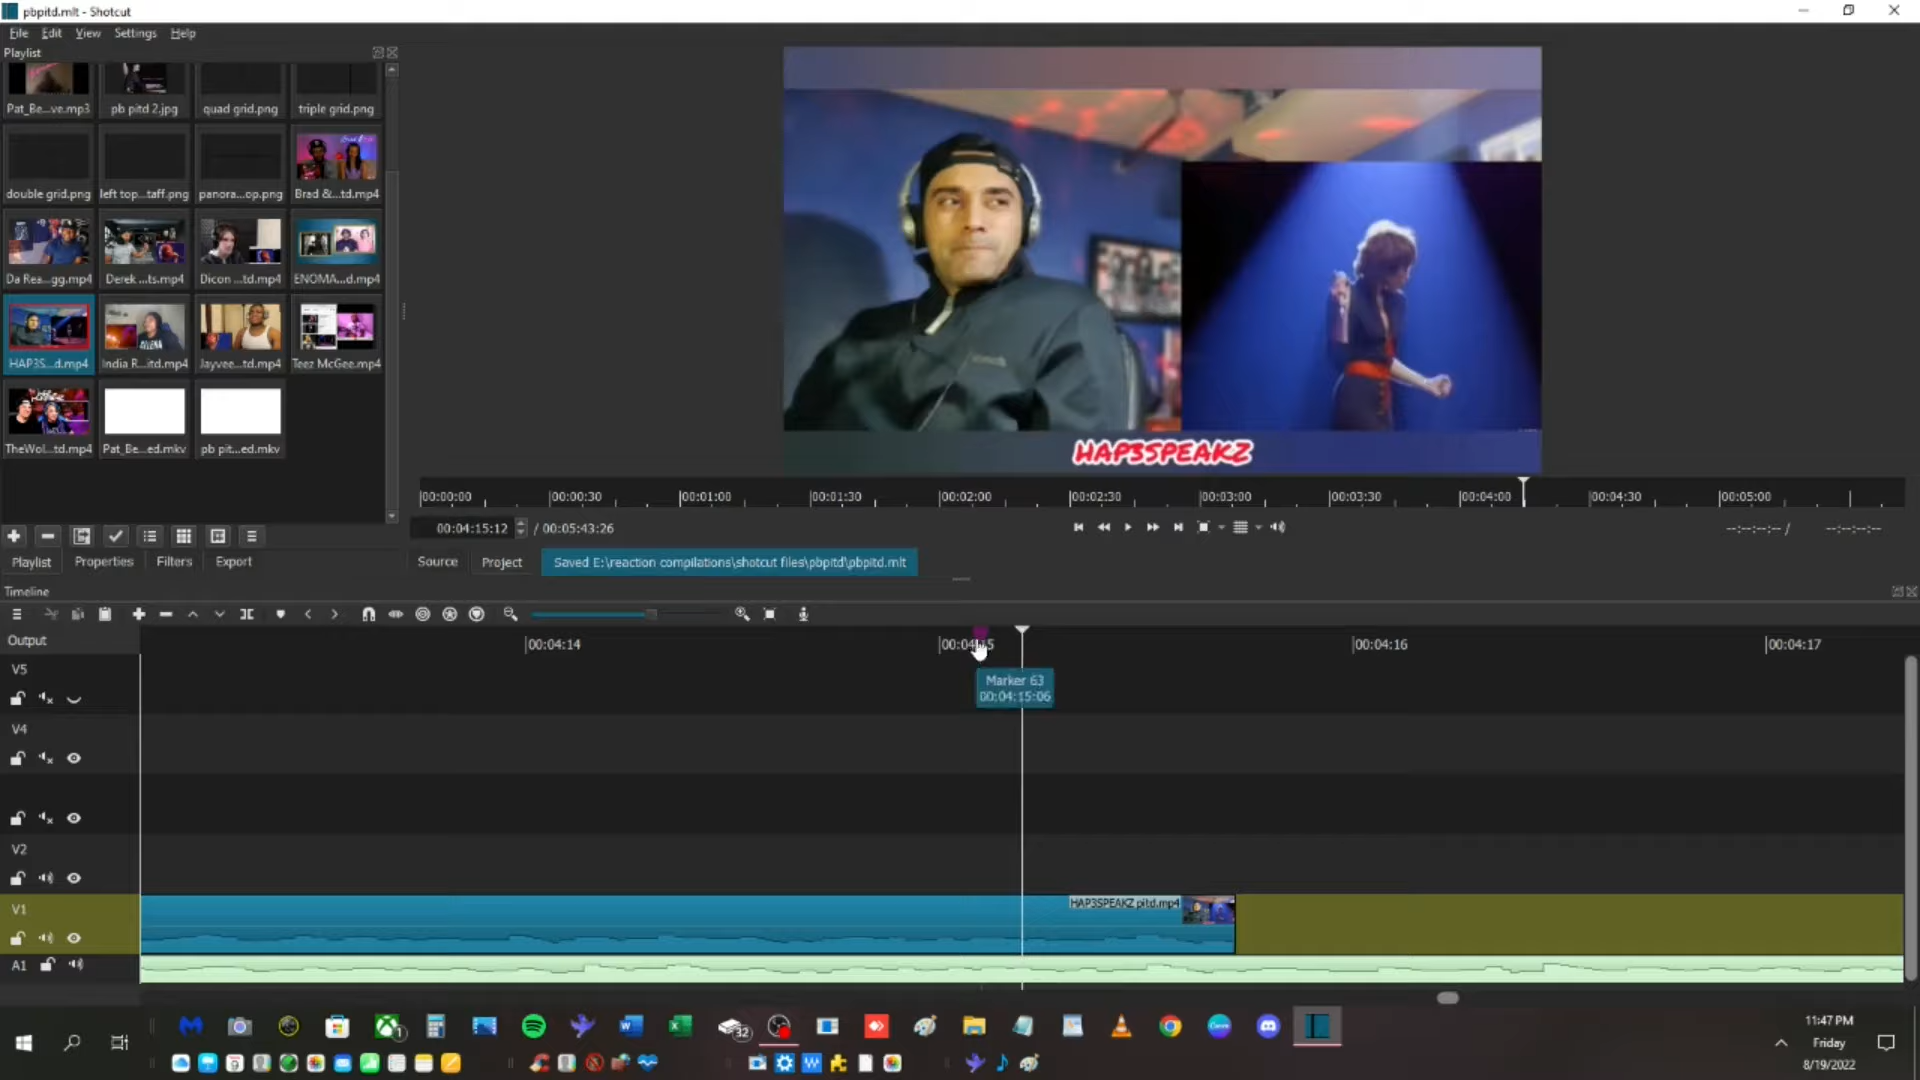 pbpitd.mlt - Shotcut
File Edit View Settings Help
Playlist
Pat_Be...ve.mp3 pb pitd 2.jpg quad grid.png triple grid.png
double grid.png left top...taff.png panora...op.png Brad &...td.mp4
Da Rea...gg.mp4 Derek ...ts.mp4 Dicon ...td.mp4 ENOMA...d.mp4
HAP3S...d.mp4 India R...itd.mp4 Jayvee...td.mp4 Teez McGee.mp4
TheWol...td.mp4 Pat_Be...ed.mkv pb pit...ed.mkv
HAP3SPEAKZ
00:00:00 00:00:30 00:01:00 00:01:30 00:02:00 00:02:30 00:03:00 00:03:30 00:04:00 00:04:30 00:05:00
00:04:15:12 / 00:05:43:26
--:--:--:-- / --:--:--:--
Playlist Properties Filters Export
Source Project Saved E:\reaction compilations\shotcut files\pbpitd\pbpitd.mlt
Timeline
Output
00:04:14 00:04:15 00:04:16 00:04:17
Marker 63
00:04:15:06
V5
V4
V2
V1
HAP3SPEAKZ pitd.mp4
A1
1
32
11:47 PM
Friday
8/19/2022